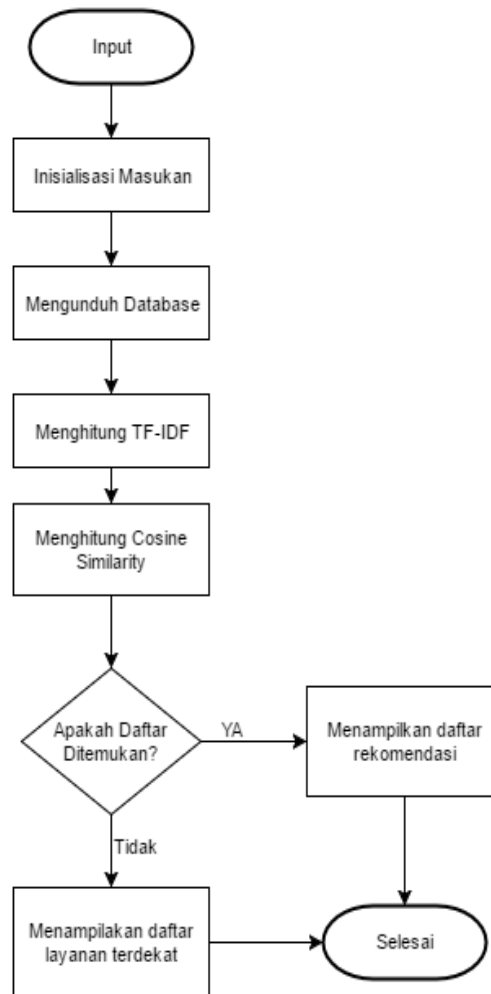 Input
Inisialisasi Masukan
Mengunduh Database
Menghitung TF-IDF
Menghitung Cosine
Similarity
Apakah Daftar
Ditemukan?
YA
Menampilkan daftar
rekomendasi
Tidak
Menampilakan daftar
layanan terdekat
Selesai